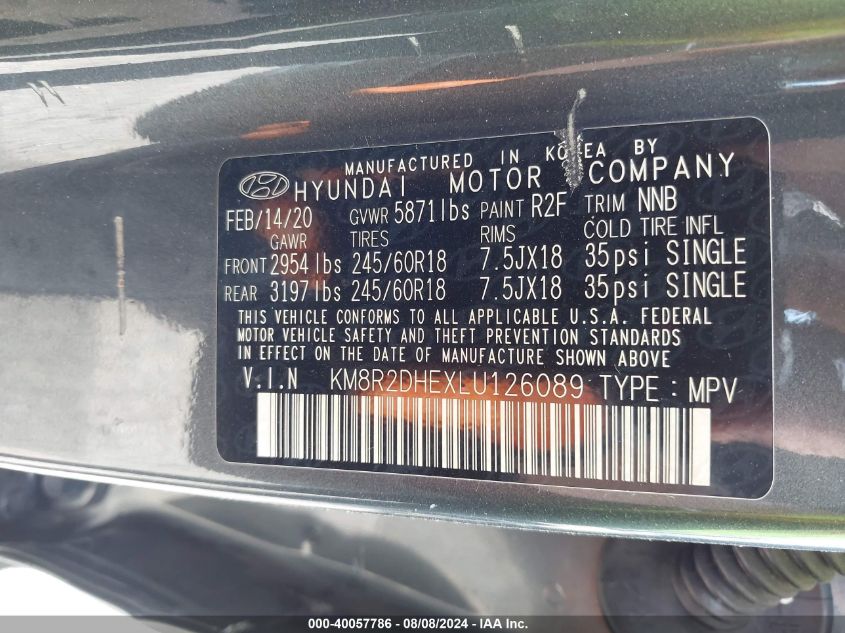 MANUFACTURED IN KOREA BY
HYUNDAI MOTOR COMPANY
FEB/14/20 GVWR 5871lbs PAINT R2F TRIM NNB
GAWR TIRES RIMS COLD TIRE INFL
FRONT 2954lbs 245/60R18 7.5JX18 35psi SINGLE
REAR 3197lbs 245/60R18 7.5JX18 35psi SINGLE
THIS VEHICLE CONFORMS TO ALL APPLICABLE U.S.A. FEDERAL
MOTOR VEHICLE SAFETY AND THEFT PREVENTION STANDARDS
IN EFFECT ON THE DATE OF MANUFACTURE SHOWN ABOVE
V.I.N KM8R2DHEXLU126089 TYPE : MPV
000-40057786 - 08/08/2024 - IAA Inc.